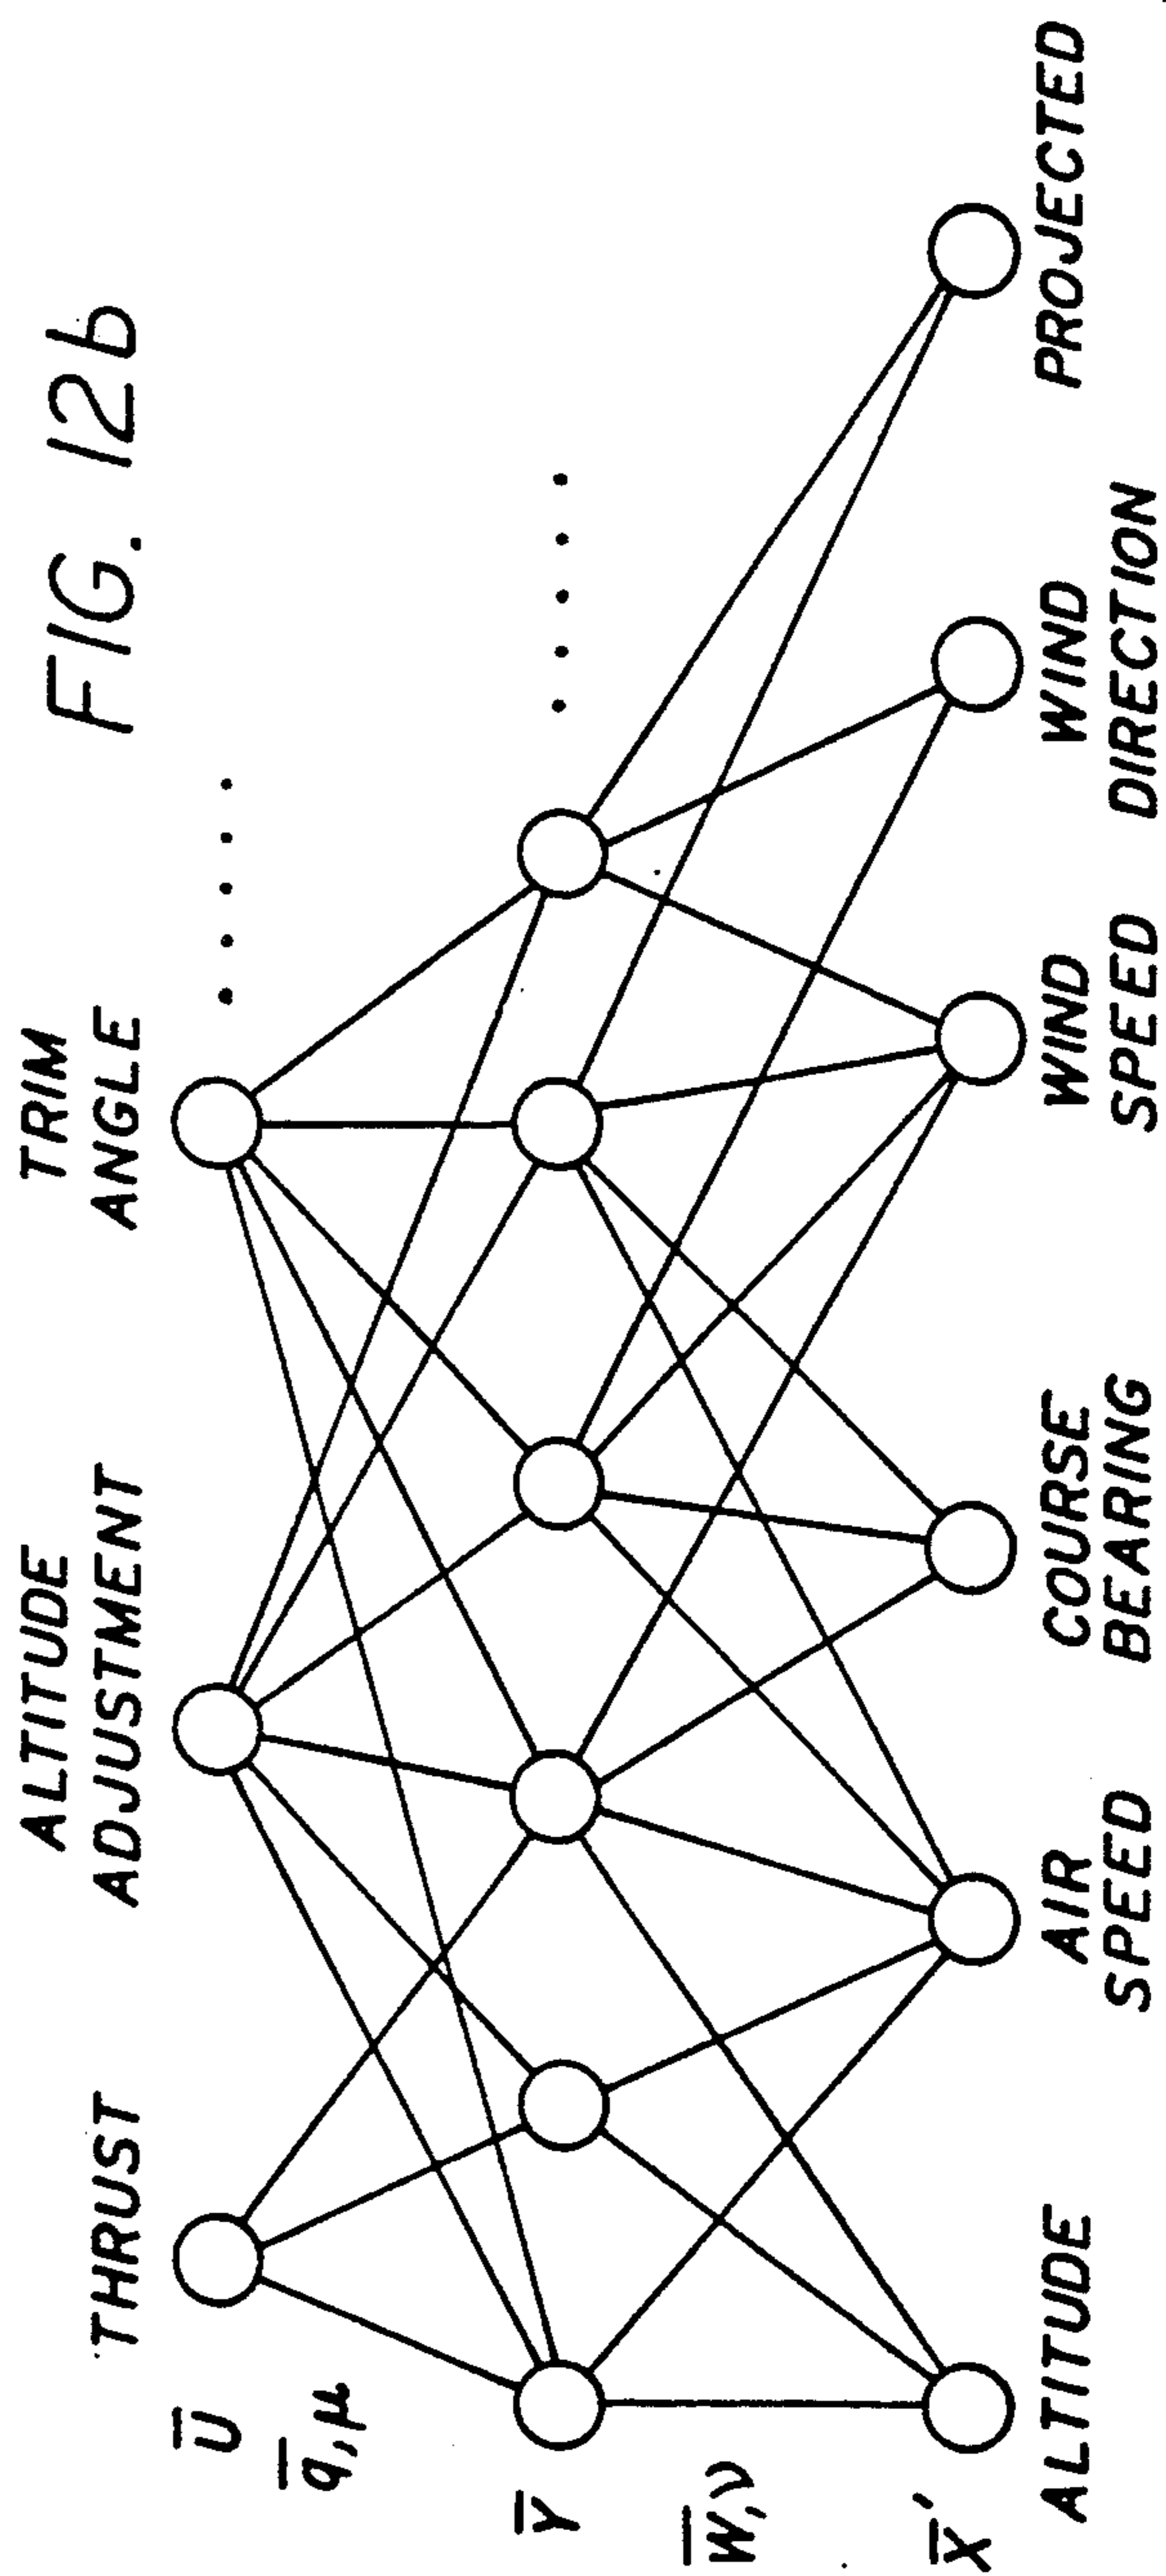 FIG. 12b
THRUST
ALTITUDE
ADJUSTMENT
TRIM
ANGLE
U̅
q̅,μ
Y̅
W̅,ν
X̅'
ALTITUDE
AIR
SPEED
COURSE
BEARING
WIND
SPEED
WIND
DIRECTION
PROJECTED